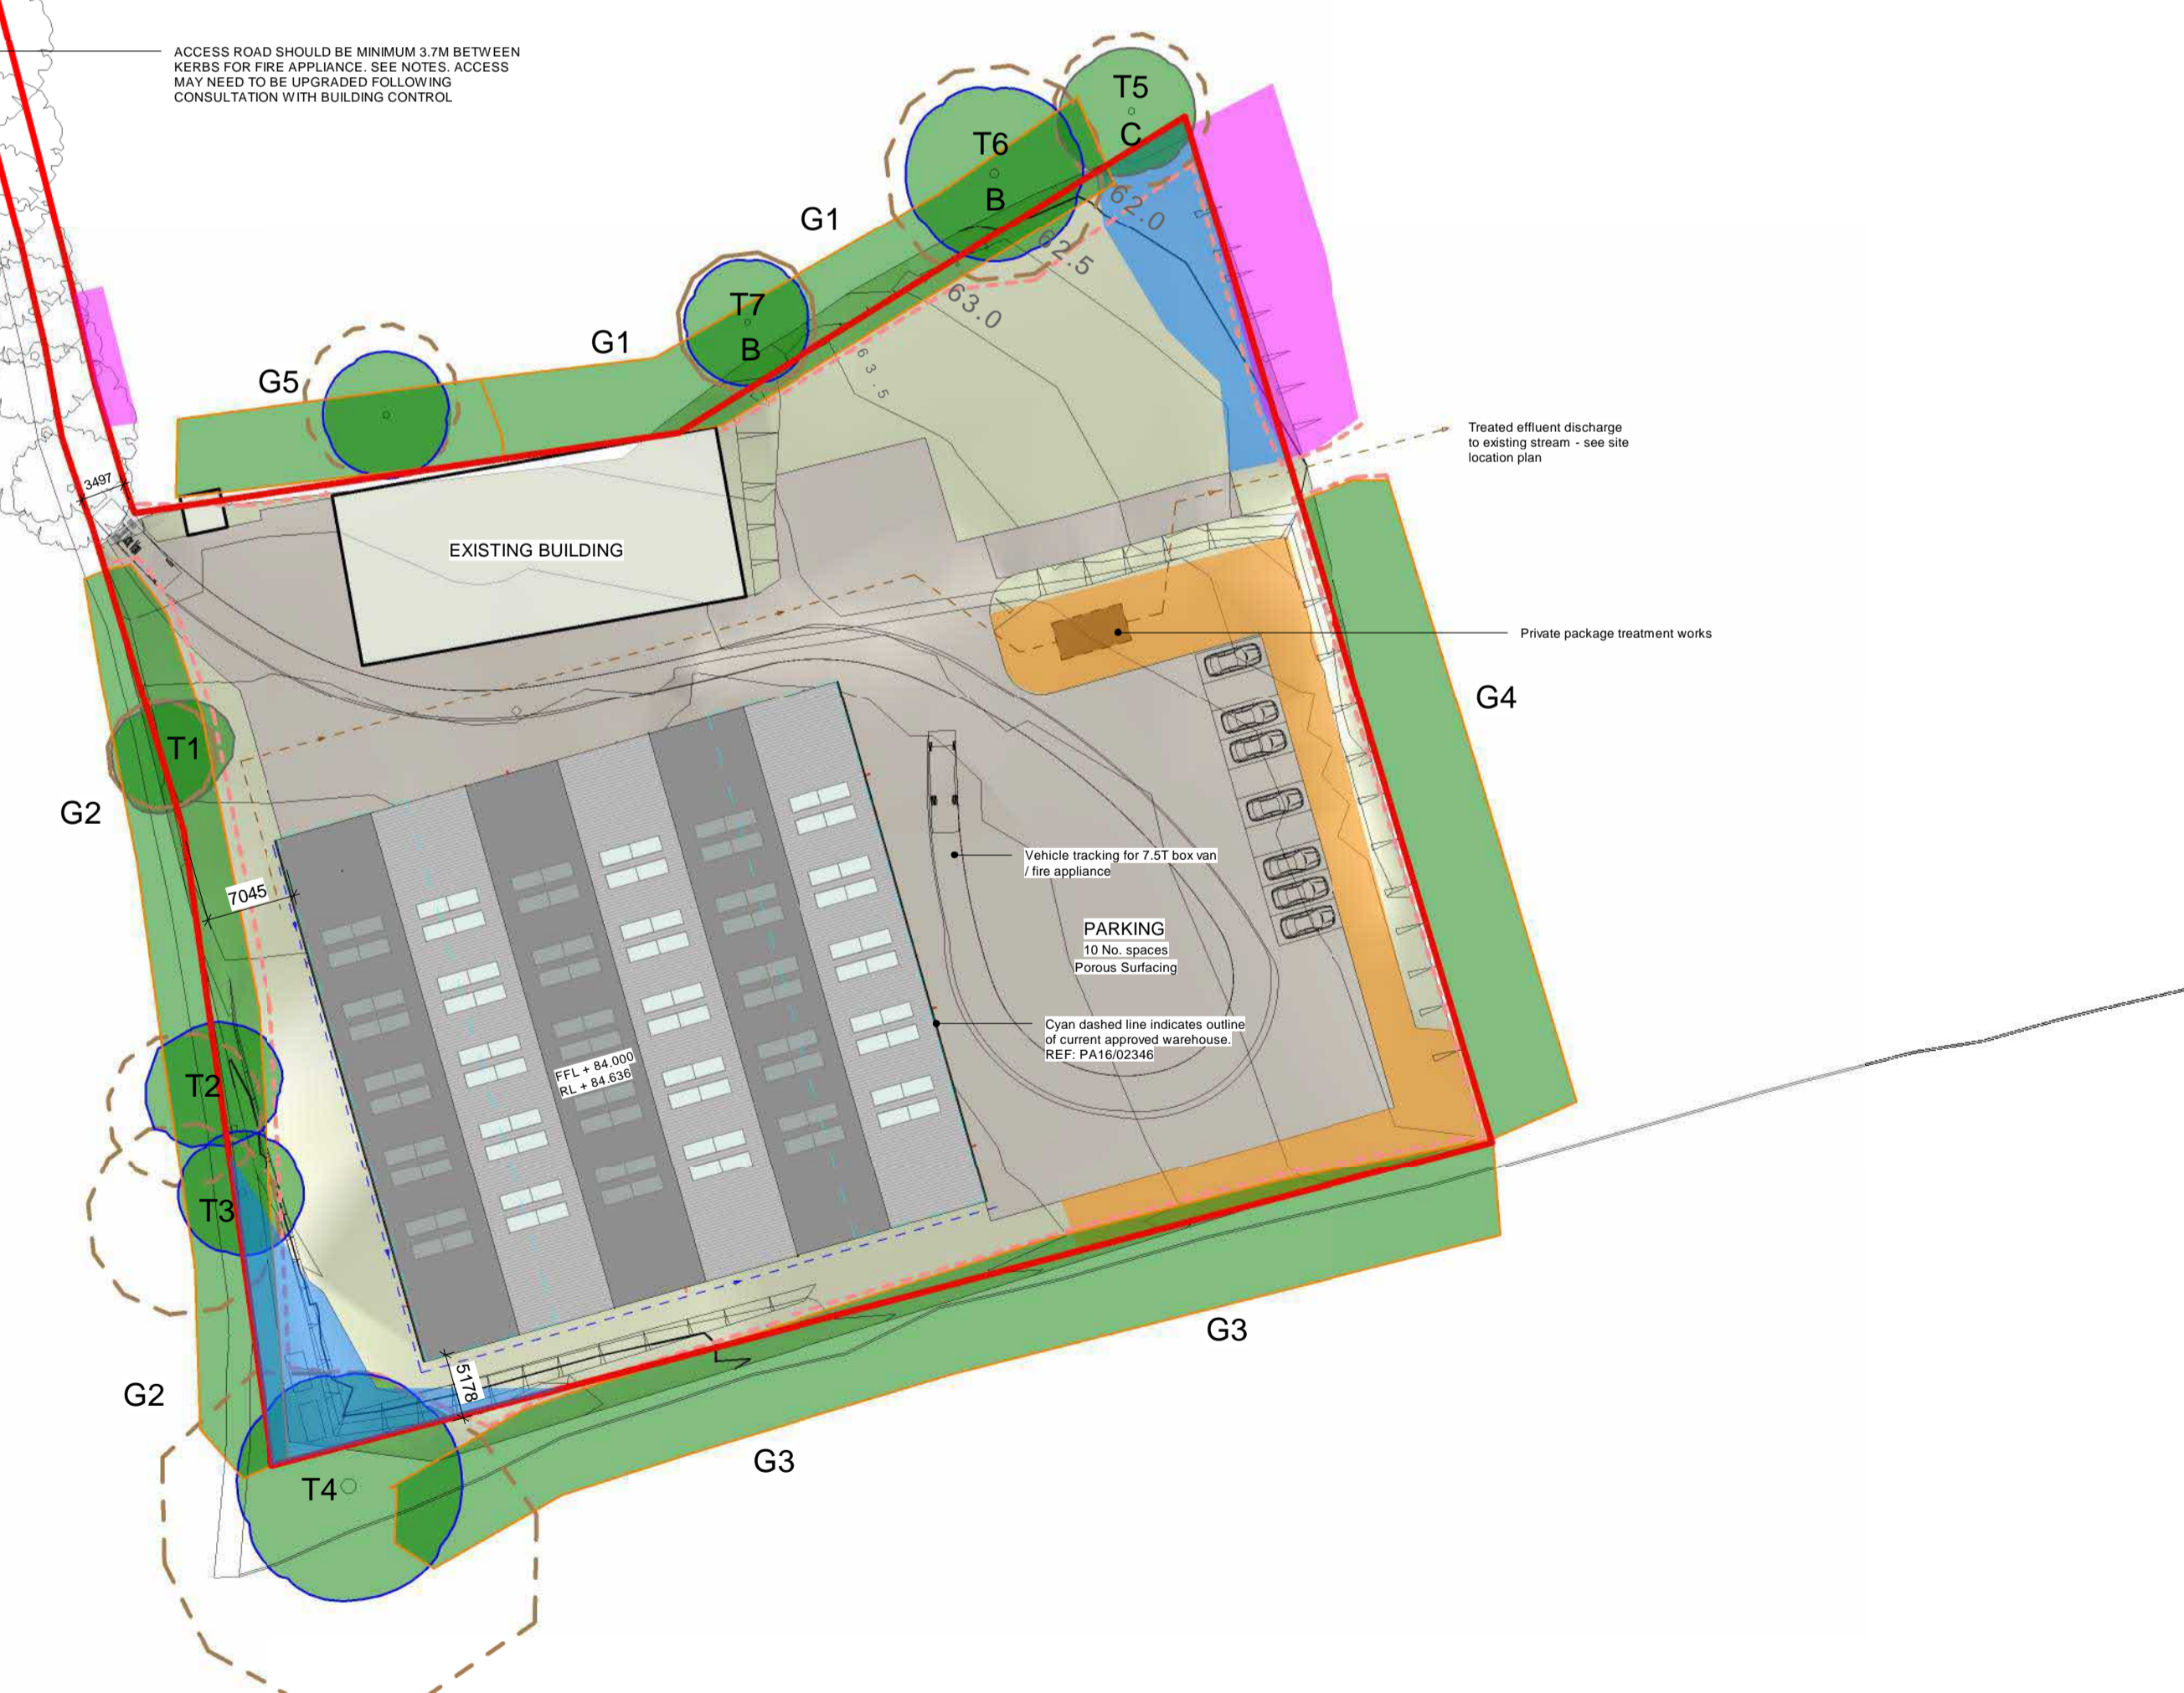 ACCESS ROAD SHOULD BE MINIMUM 3.7M BETWEEN
KERBS FOR FIRE APPLIANCE. SEE NOTES. ACCESS
MAY NEED TO BE UPGRADED FOLLOWING
CONSULTATION WITH BUILDING CONTROL
T5
C
T6
B
62.0
G1
62.5
63.0
T7
B
G1
63.5
G5
Treated effluent discharge
to existing stream - see site
location plan
3497
EXISTING BUILDING
Private package treatment works
G4
T1
G2
7045
Vehicle tracking for 7.5T box van
/ fire appliance
PARKING
10 No. spaces
Porous Surfacing
Cyan dashed line indicates outline
of current approved warehouse.
REF: PA16/02346
FFL + 84.000
RL + 84.636
T2
T3
G3
5178
G2
G3
T4